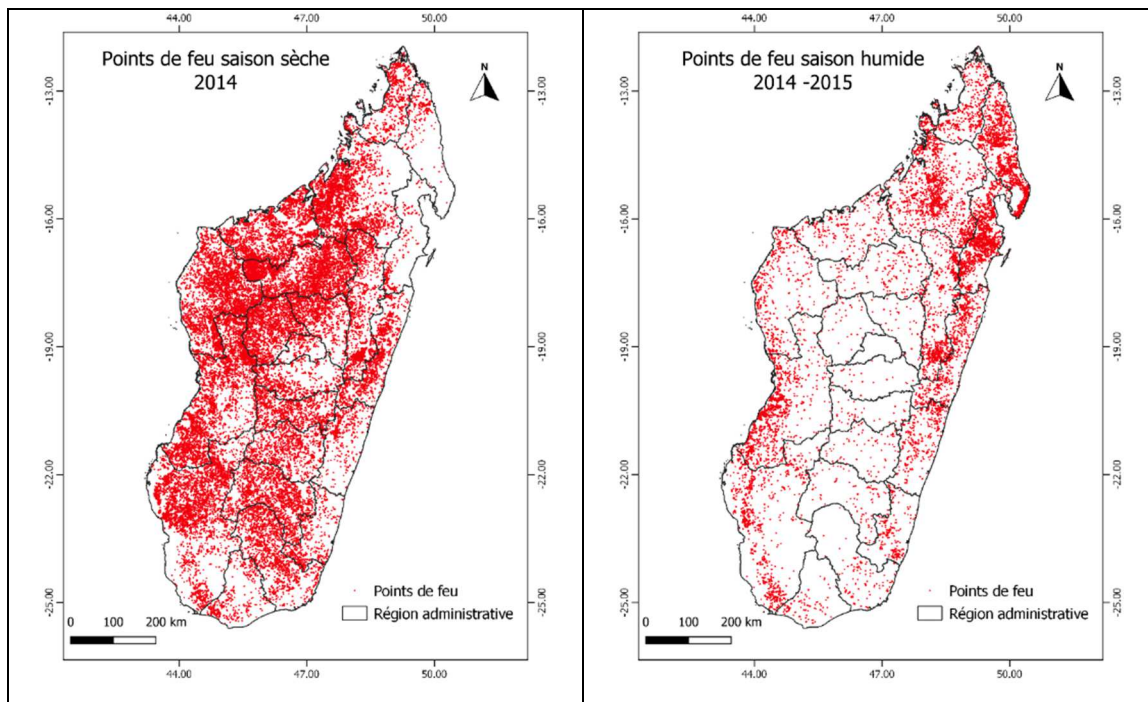 44.00 47.00 50.00
Points de feu saison sèche
2014
N
-13.00 -13.00
-16.00 -16.00
-19.00 -19.00
-22.00 -22.00
-25.00 -25.00
Points de feu
Région administrative
0 100 200 km
44.00 47.00 50.00
44.00 47.00 50.00
Points de feu saison humide
2014 -2015
N
-13.00 -13.00
-16.00 -16.00
-19.00 -19.00
-22.00 -22.00
-25.00 -25.00
Points de feu
Région administrative
0 100 200 km
44.00 47.00 50.00